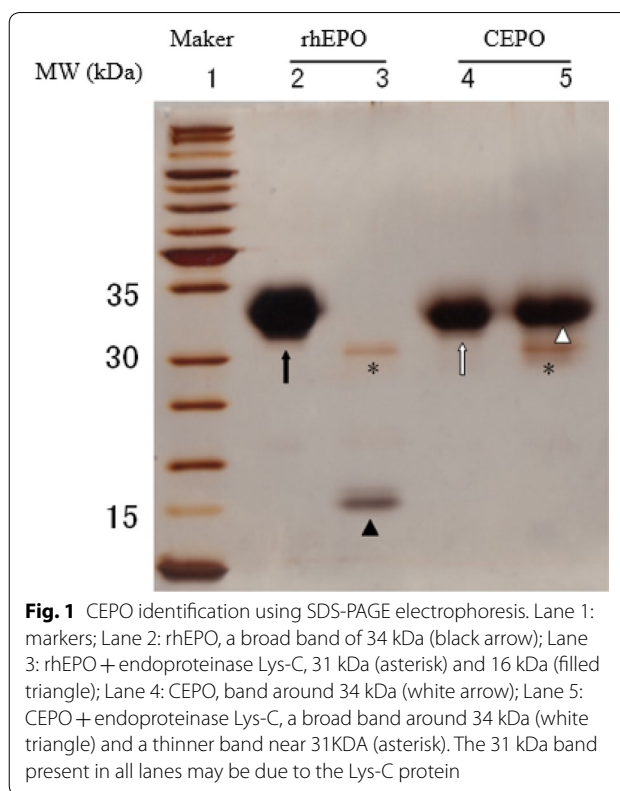 Maker rhEPO CEPO
MW (kDa) 1 2 3 4 5
35
30
* *
15
Fig. 1 CEPO identification using SDS-PAGE electrophoresis. Lane 1:
markers; Lane 2: rhEPO, a broad band of 34 kDa (black arrow); Lane
3: rhEPO + endoproteinase Lys-C, 31 kDa (asterisk) and 16 kDa (filled
triangle); Lane 4: CEPO, band around 34 kDa (white arrow); Lane 5:
CEPO + endoproteinase Lys-C, a broad band around 34 kDa (white
triangle) and a thinner band near 31KDA (asterisk). The 31 kDa band
present in all lanes may be due to the Lys-C protein